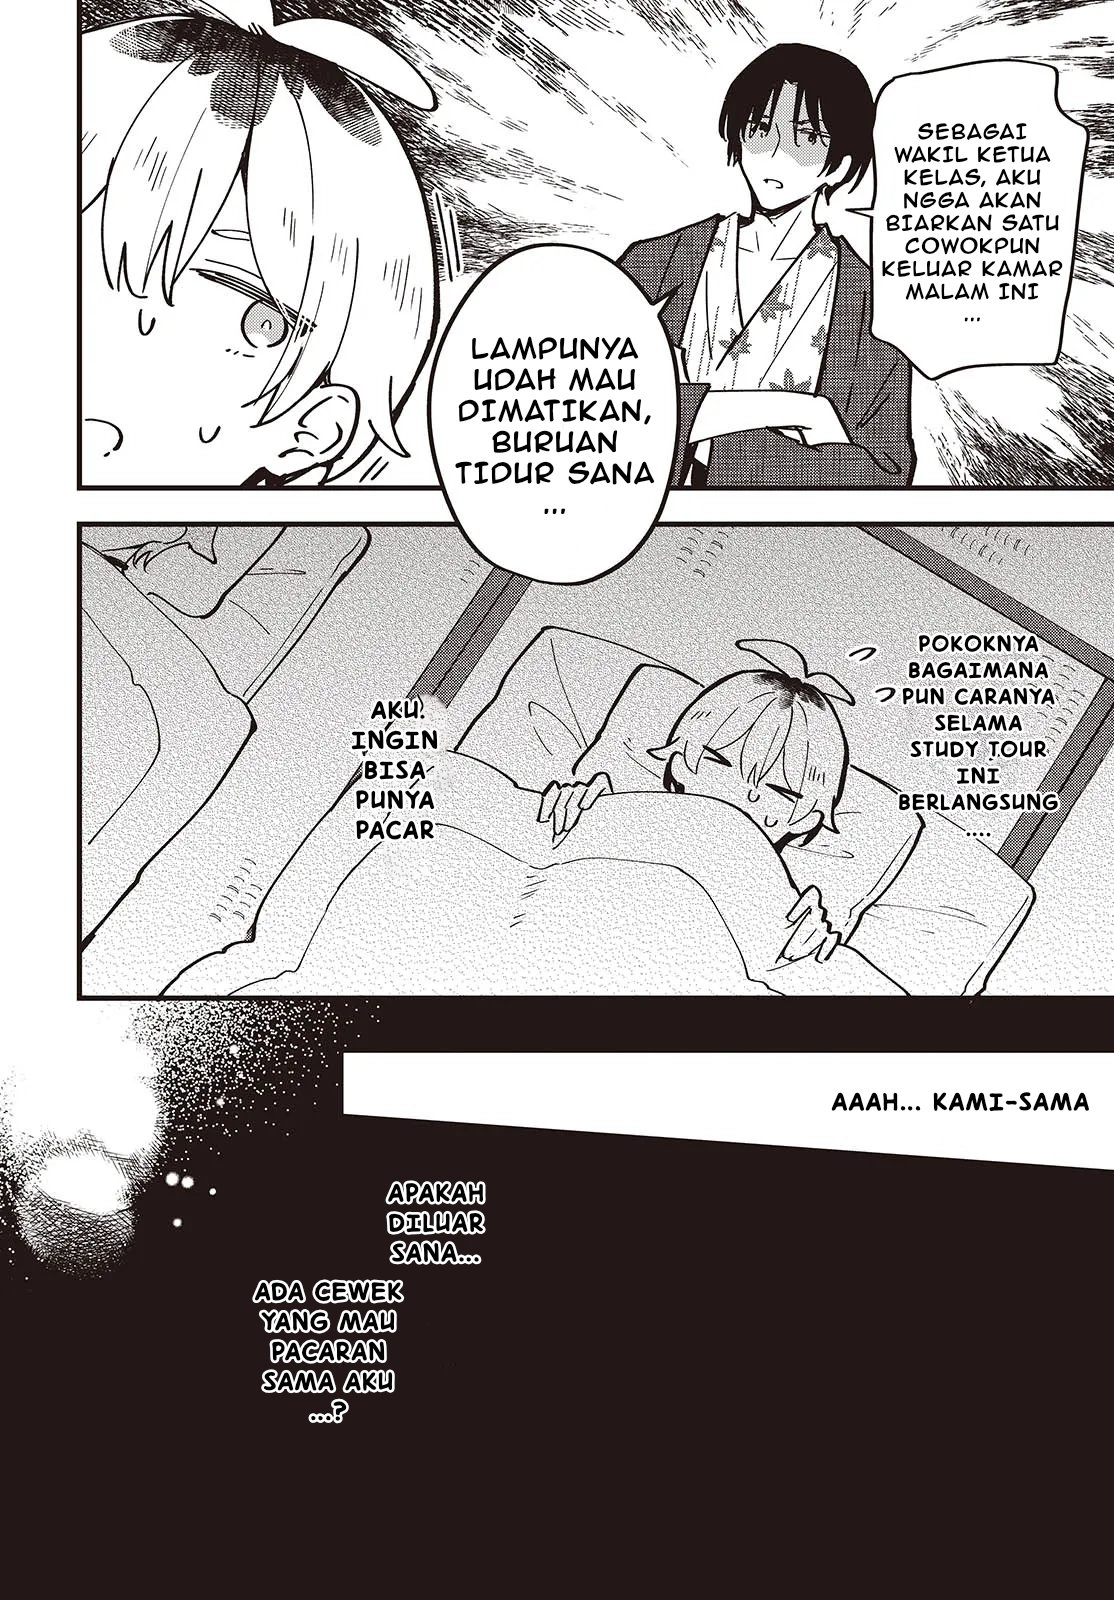 SEBAGAI
WAKIL KETUA
KELAS, AKU
NGGA AKAN
BIARKAN SATU
COWOKPUN
KELUAR KAMAR
MALAM INI
...
LAMPUNYA
UDAH MAU
DIMATIKAN,
BURUAN
TIDUR SANA
...
POKOKNYA
BAGAIMANA
PUN CARANYA
SELAMA
STUDY TOUR
INI
BERLANGSUNG
....
AKU.
INGIN
BISA
PUNYA
PACAR
AAAH... KAMI-SAMA
APAKAH
DILUAR
SANA...
ADA CEWEK
YANG MAU
PACARAN
SAMA AKU
...?